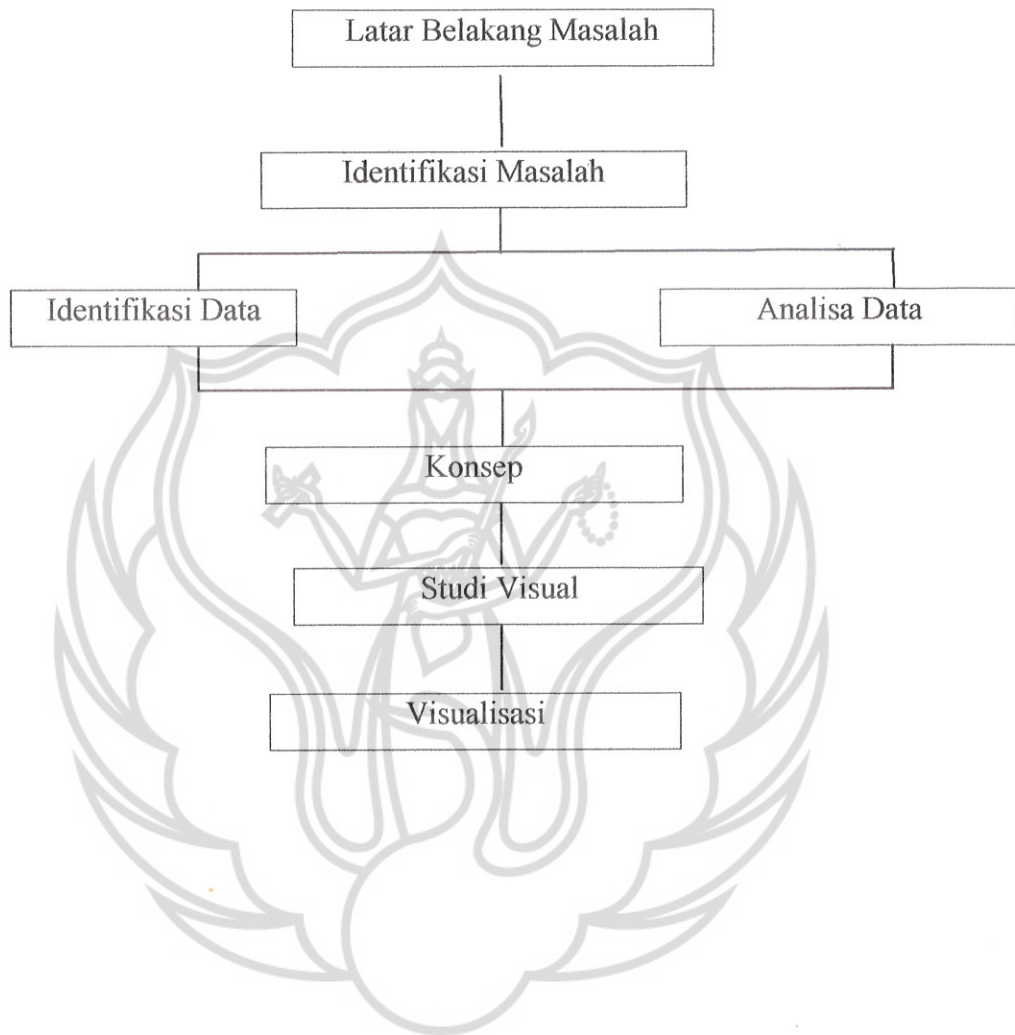 Latar Belakang Masalah
Identifikasi Masalah
Identifikasi Data
Analisa Data
Konsep
Studi Visual
Visualisasi